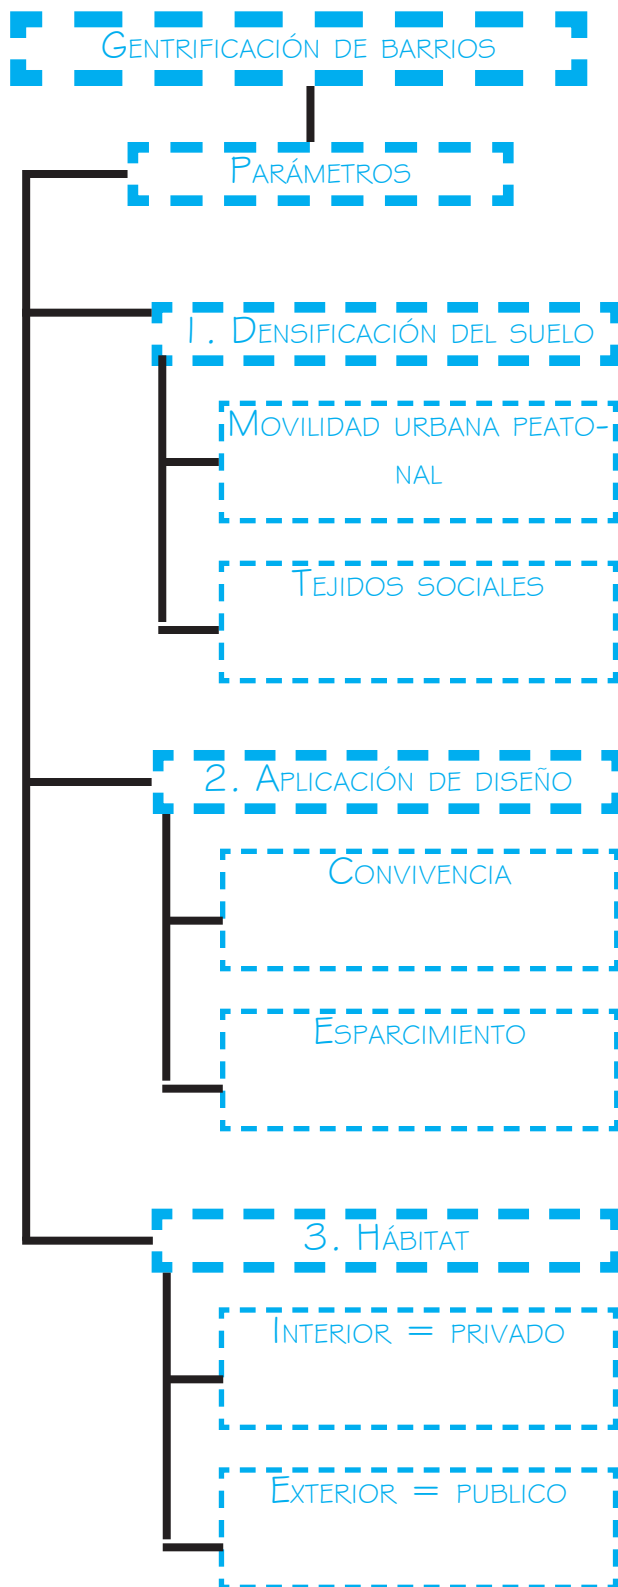 Gentrificación de barrios
Parámetros
1. Densificación del suelo
Movilidad urbana peato-
nal
Tejidos sociales
2. Aplicación de diseño
Convivencia
Esparcimiento
3. Hábitat
Interior = privado
Exterior = publico